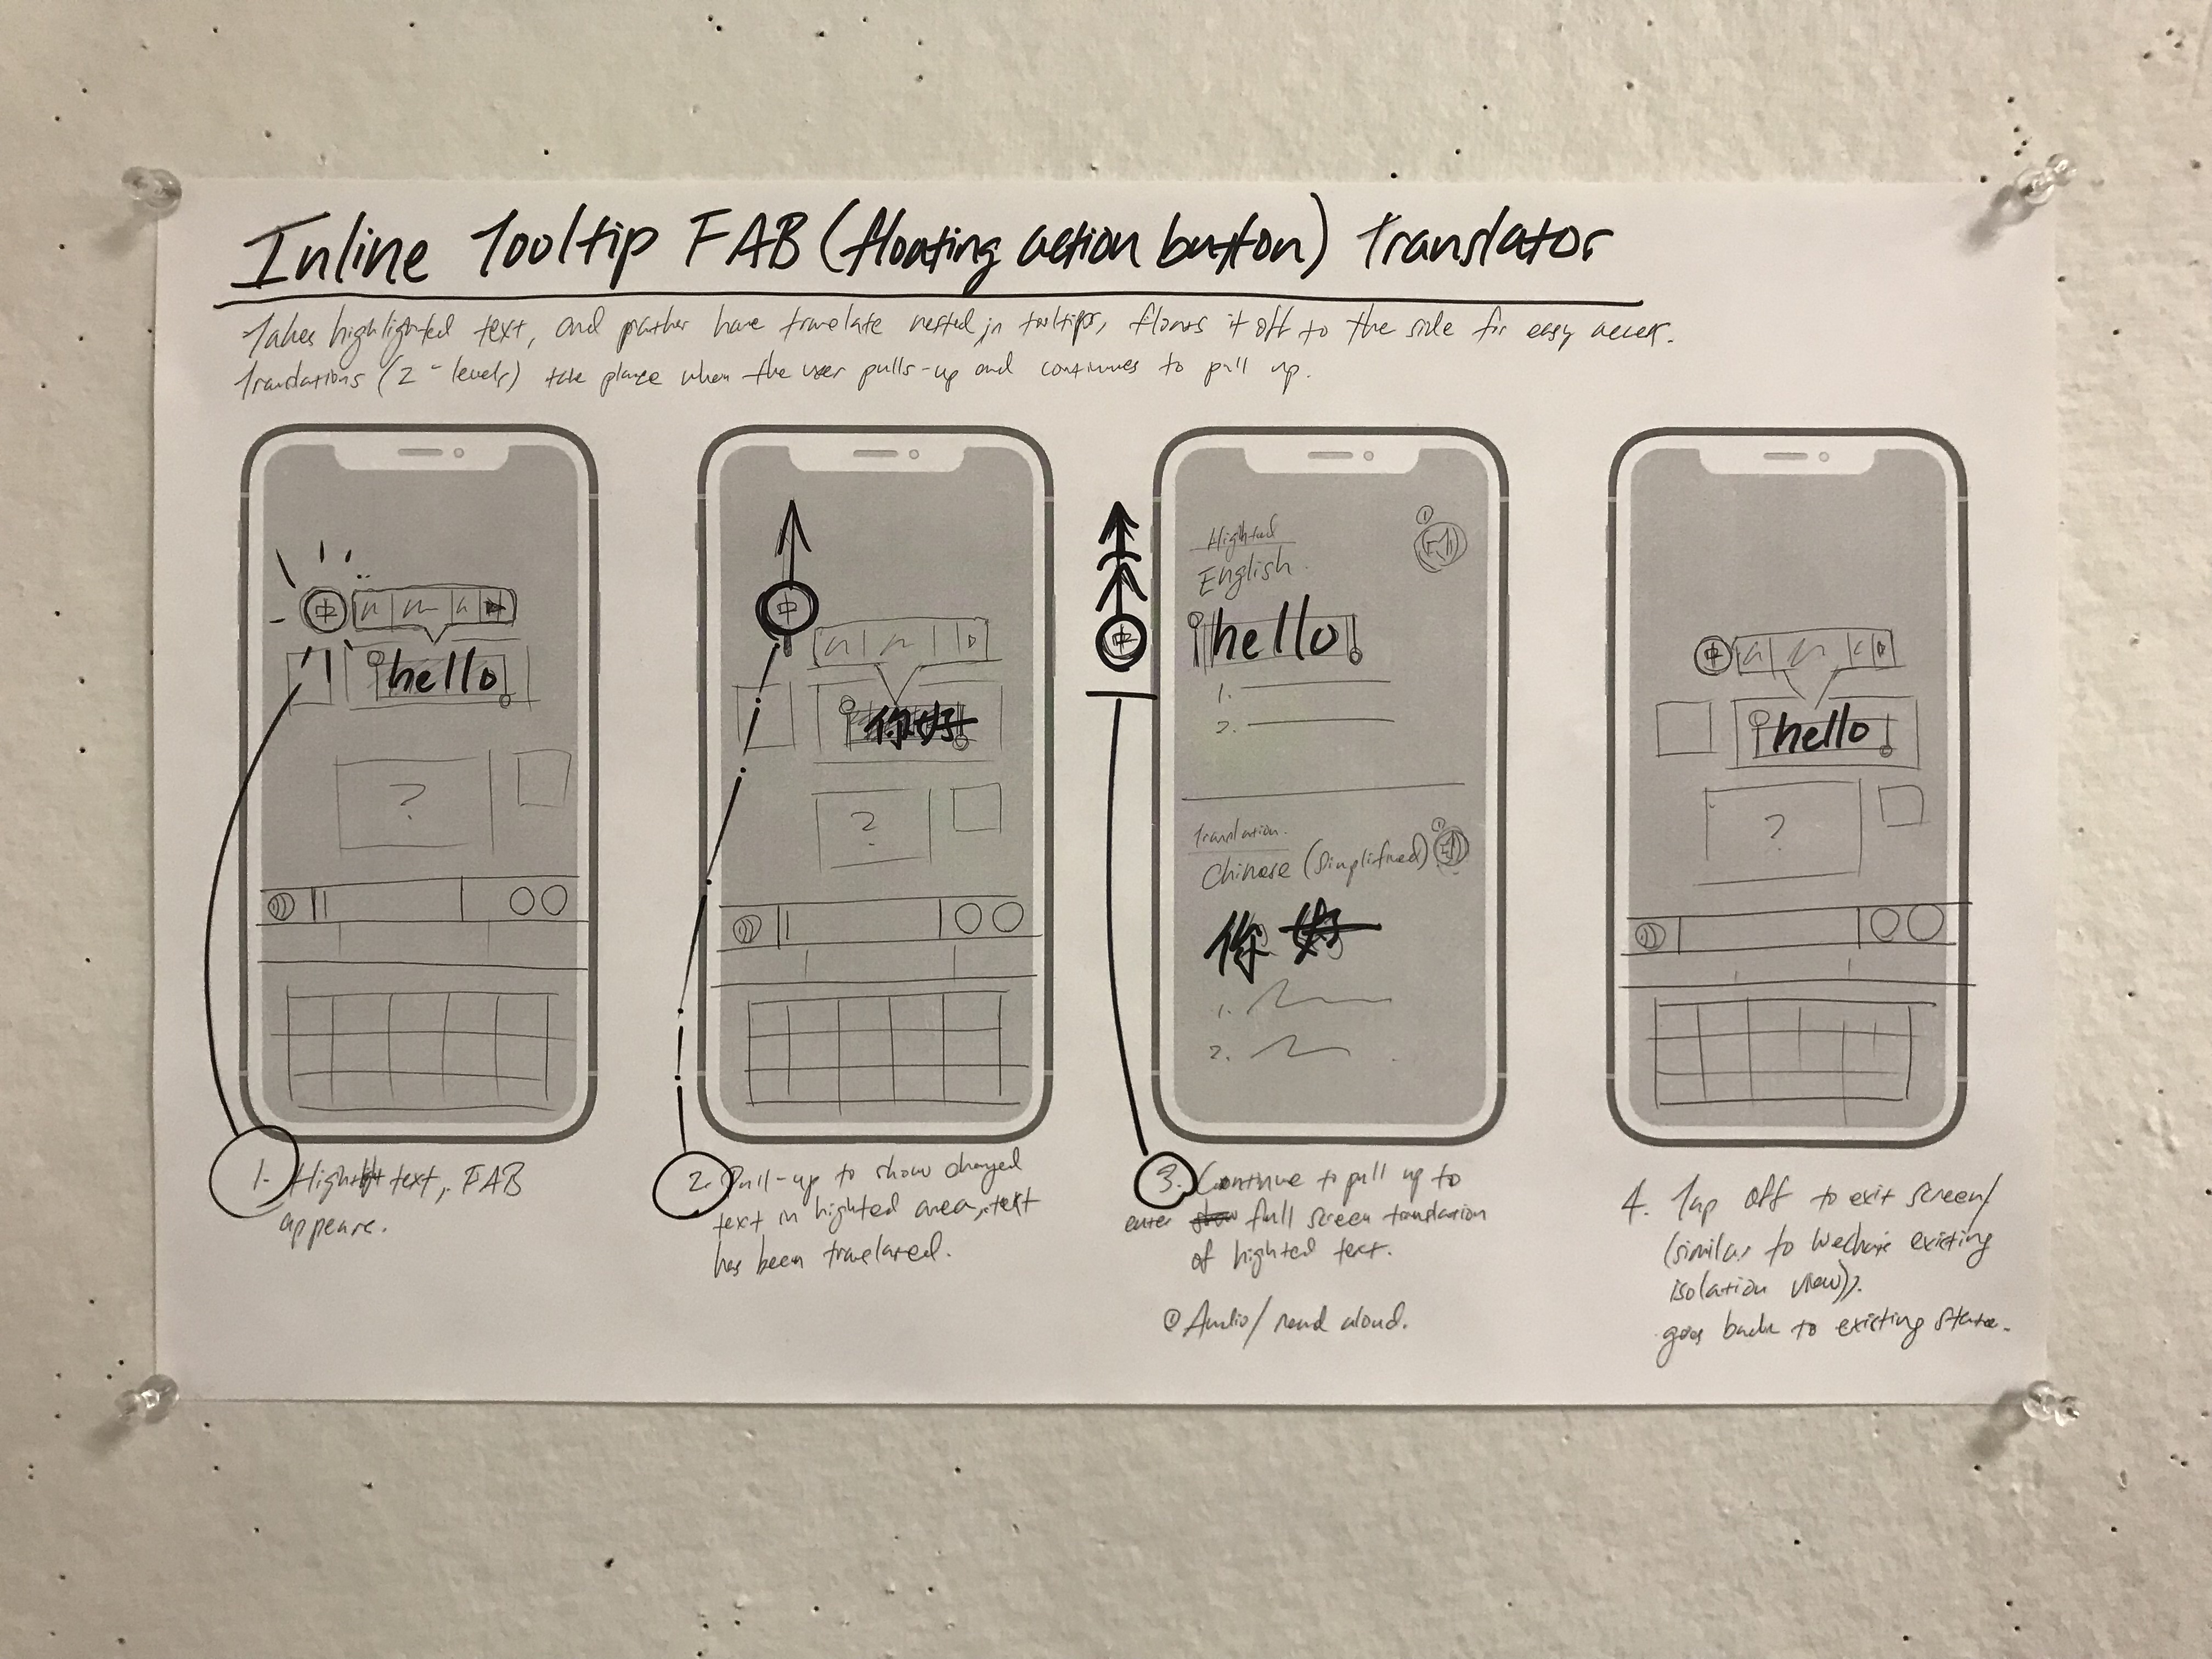 Inline Tooltip FAB (floating action button) Translator
Takes highlighted text, and rather have translate nested in tooltips, floats it off to the side for easy access.
Translations (2-levels) take place when the user pulls-up and continues to pull up.
中
hello
?
1. Highlight text, FAB
appears.
中
你好
?
2. Pull-up to show changed
text in highted area, text
has been translated.
中
Highted
English
1
hello
1.
2.
Translation.
Chinese (Simplified)
1
你好
1.
2.
3. Continue to pull up to
enter full screen translation
of highted text.
① Audio/read aloud.
中
hello
?
4. Tap off to exit screen/
(similar to Wechat's existing
isolation view)).
goes back to existing state.